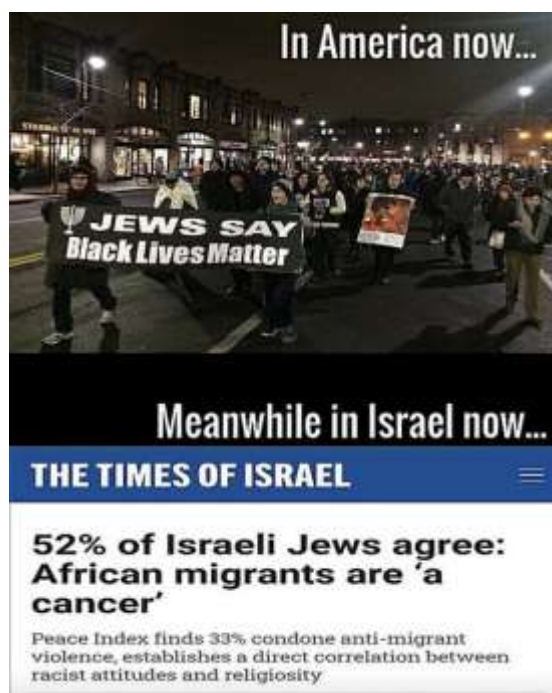 In America now...
JEWS SAY
Black Lives Matter
Meanwhile in Israel now...
THE TIMES OF ISRAEL
52% of Israeli Jews agree:
African migrants are 'a
cancer'
Peace Index finds 33% condone anti-migrant
violence, establishes a direct correlation between
racist attitudes and religiosity